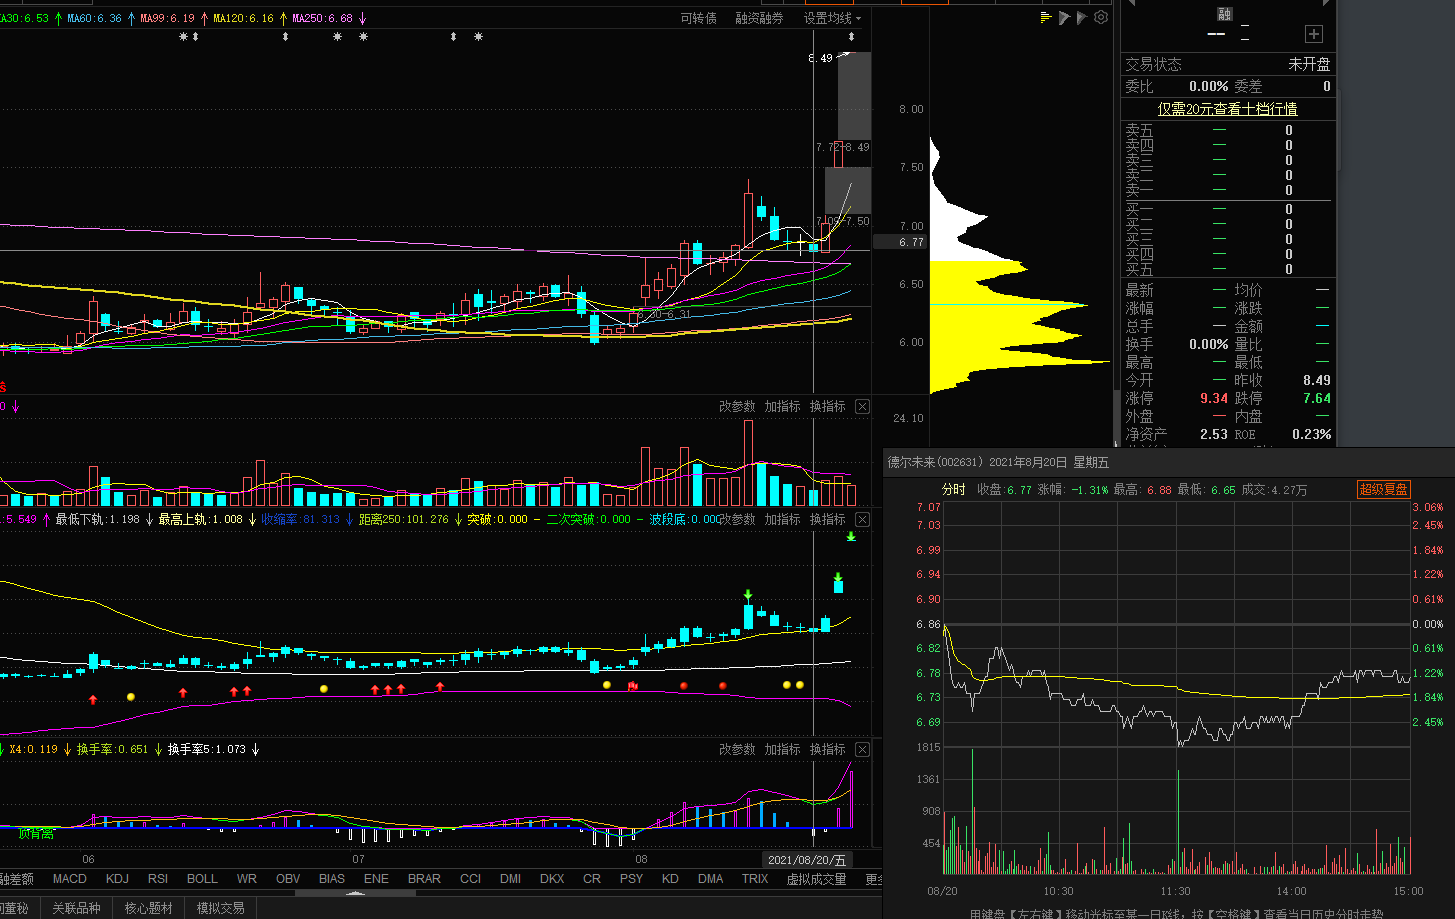 A30:6.53 ↑ MA60:6.36 ↑ MA99:6.19 ↑ MA120:6.16 ↑ MA250:6.68 ↓ 可转债 融资融券 设置均线
8.49
7.72-8.49
7.09-7.50
6.30-6.31
8.00
7.50
7.00
6.77
6.50
6.00
0 ↓ 改参数 加指标 换指标
24.10
:5.549 ↑ 最低下轨:1.198 ↓ 最高上轨:1.008 ↓ 收缩率:81.313 ↓ 距离250:101.276 ↓ 突破:0.000 − 二次突破:0.000 − 波段底:0.000 改参数 加指标 换指标
↓ X4:0.119 ↓ 换手率:0.651 ↓ 换手率5:1.073 ↓ 改参数 加指标 换指标
顶背离
06 07 08 2021/08/20/五
融差额 MACD KDJ RSI BOLL WR OBV BIAS ENE BRAR CCI DMI DKX CR PSY KD DMA TRIX 虚拟成交量 更多
问董秘 关联品种 核心题材 模拟交易
融
—— —
交易状态 未开盘
委比 0.00% 委差 0
仅需20元查看十档行情
卖五 — 0
卖四 — 0
卖三 — 0
卖二 — 0
卖一 — 0
买一 — 0
买二 — 0
买三 — 0
买四 — 0
买五 — 0
最新 — 均价 —
涨幅 — 涨跌 —
总手 — 金额 —
换手 0.00% 量比 —
最高 — 最低 —
今开 — 昨收 8.49
涨停 9.34 跌停 7.64
外盘 — 内盘 —
净资产 2.53 ROE 0.23%
德尔未来(002631) 2021年8月20日 星期五
分时 收盘:6.77 涨幅: -1.31% 最高: 6.88 最低: 6.65 成交:4.27万 超级复盘
7.07 3.06%
7.03 2.45%
6.99 1.84%
6.94 1.22%
6.90 0.61%
6.86 0.00%
6.82 0.61%
6.78 1.22%
6.73 1.84%
6.69 2.45%
1815
1361
908
454
08/20 10:30 11:30 14:00 15:00
用键盘【左右键】移动光标至某一日K线，按【空格键】查看当日历史分时走势